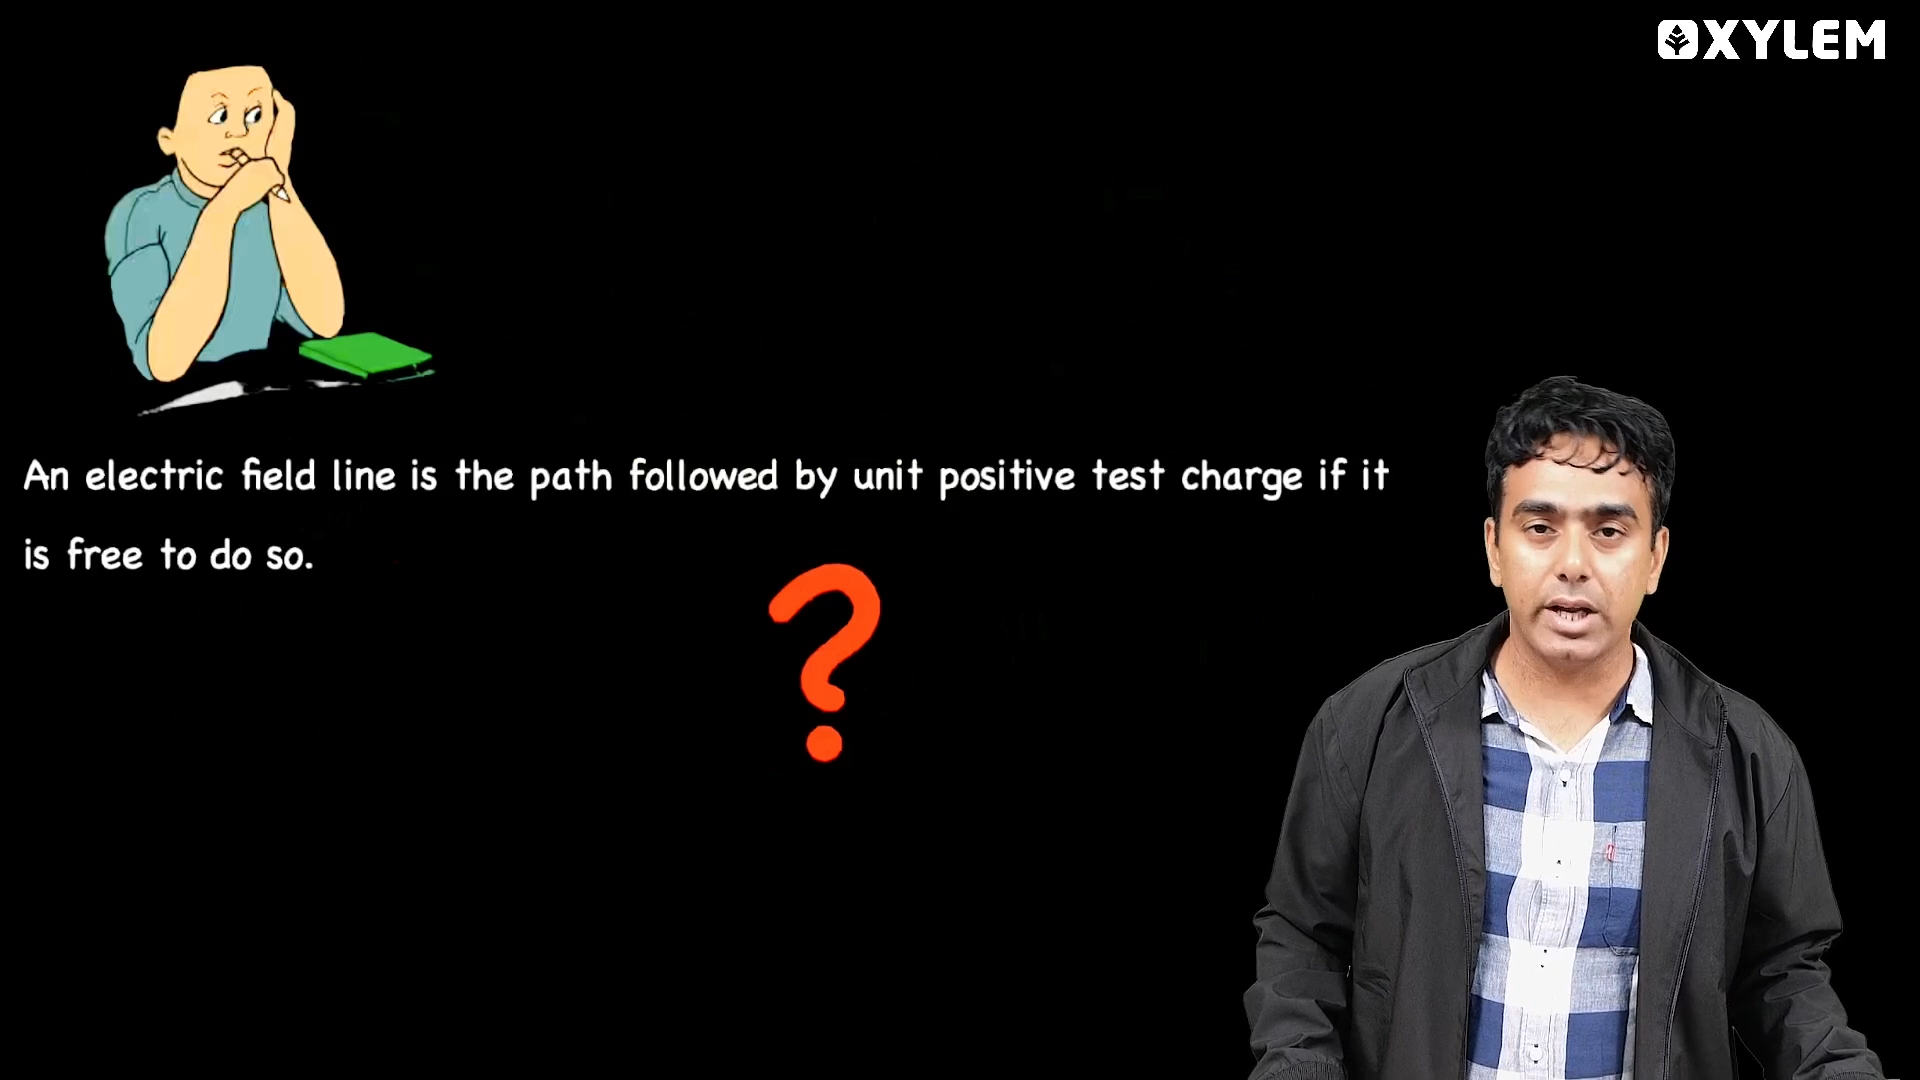 XYLEM
An electric field line is the path followed by unit positive test charge if it
is free to do so.
?